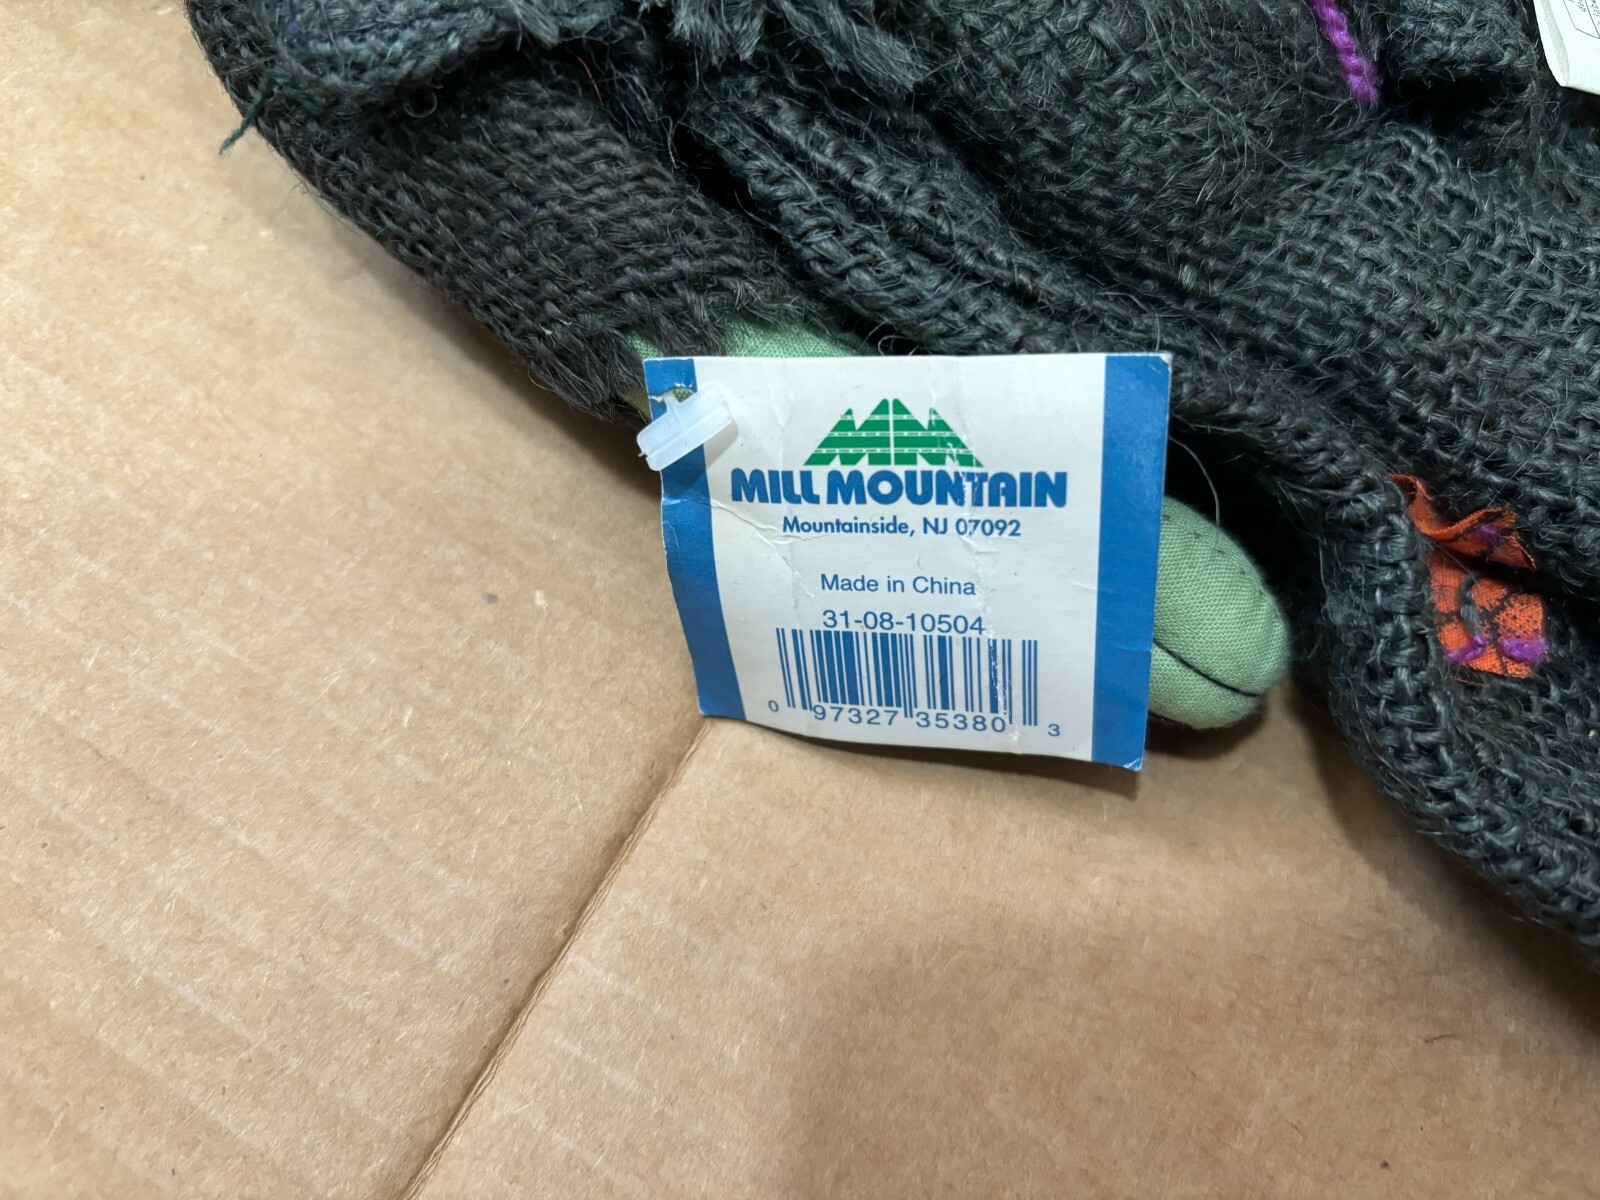 MILL MOUNTAIN
Mountainside, NJ 07092
Made in China
31-08-10504
0 97327 35380 3